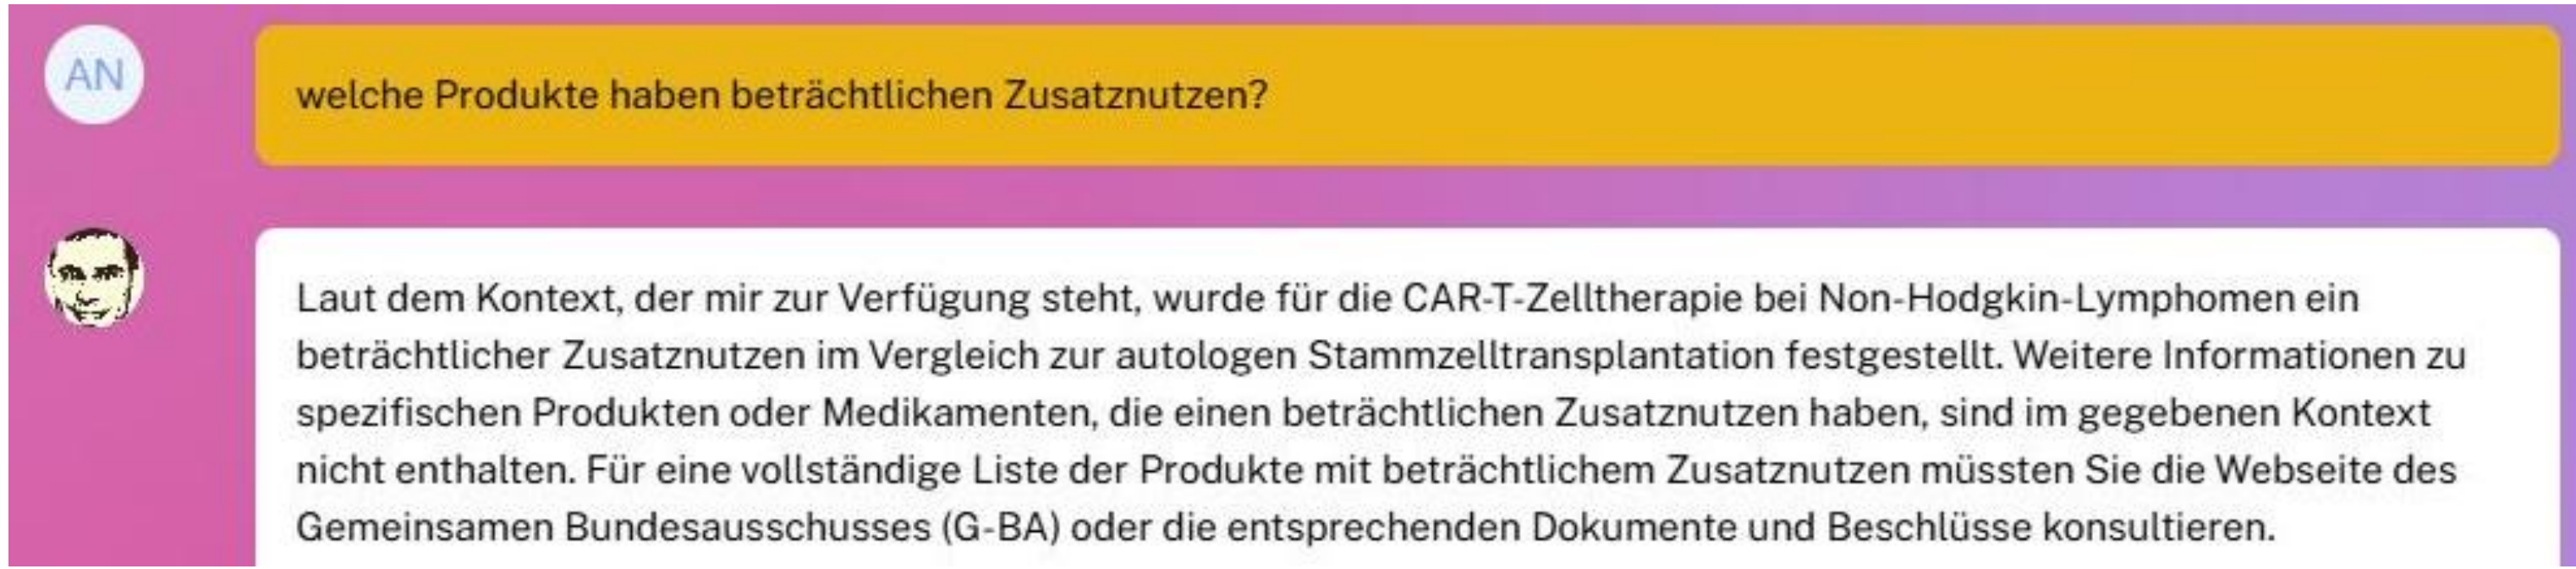 AN
welche Produkte haben beträchtlichen Zusatznutzen?
Laut dem Kontext, der mir zur Verfügung steht, wurde für die CAR-T-Zelltherapie bei Non-Hodgkin-Lymphomen ein
beträchtlicher Zusatznutzen im Vergleich zur autologen Stammzelltransplantation festgestellt. Weitere Informationen zu
spezifischen Produkten oder Medikamenten, die einen beträchtlichen Zusatznutzen haben, sind im gegebenen Kontext
nicht enthalten. Für eine vollständige Liste der Produkte mit beträchtlichem Zusatznutzen müssten Sie die Webseite des
Gemeinsamen Bundesausschusses (G-BA) oder die entsprechenden Dokumente und Beschlüsse konsultieren.